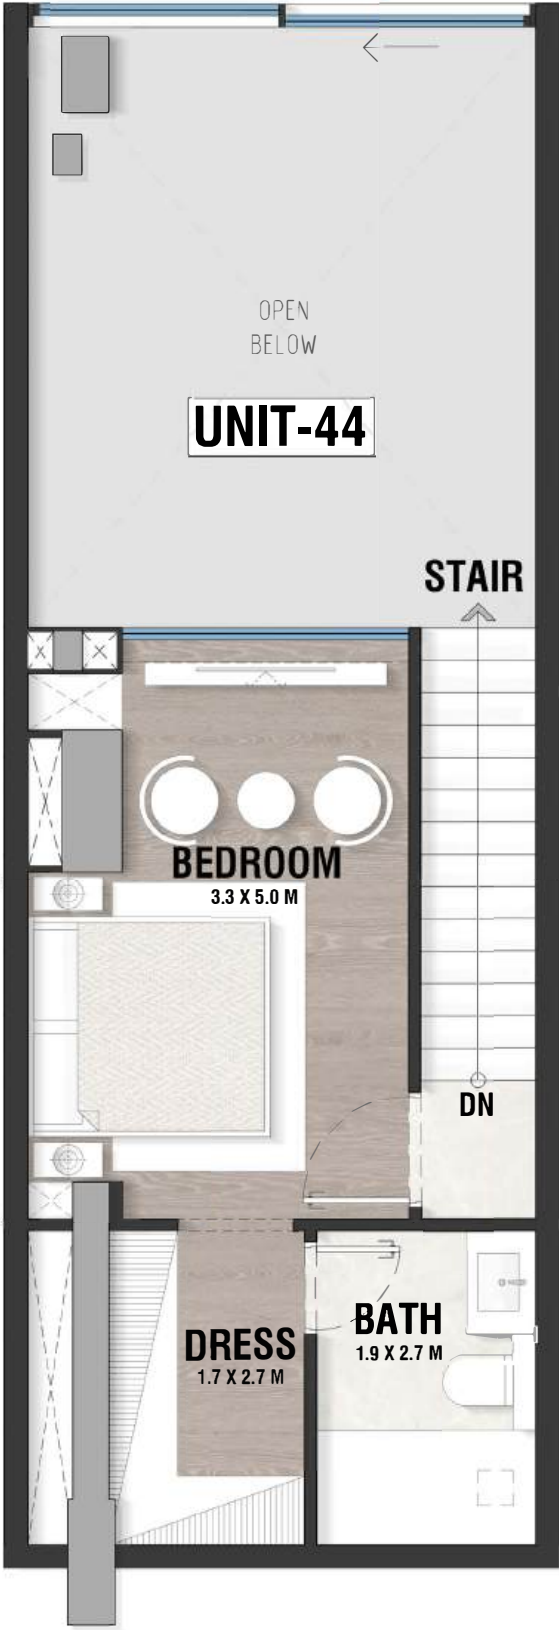 OPEN
BELOW
UNIT-44
STAIR
BEDROOM
3.3 X 5.0 M
DN
DRESS
1.7 X 2.7 M
BATH
1.9 X 2.7 M